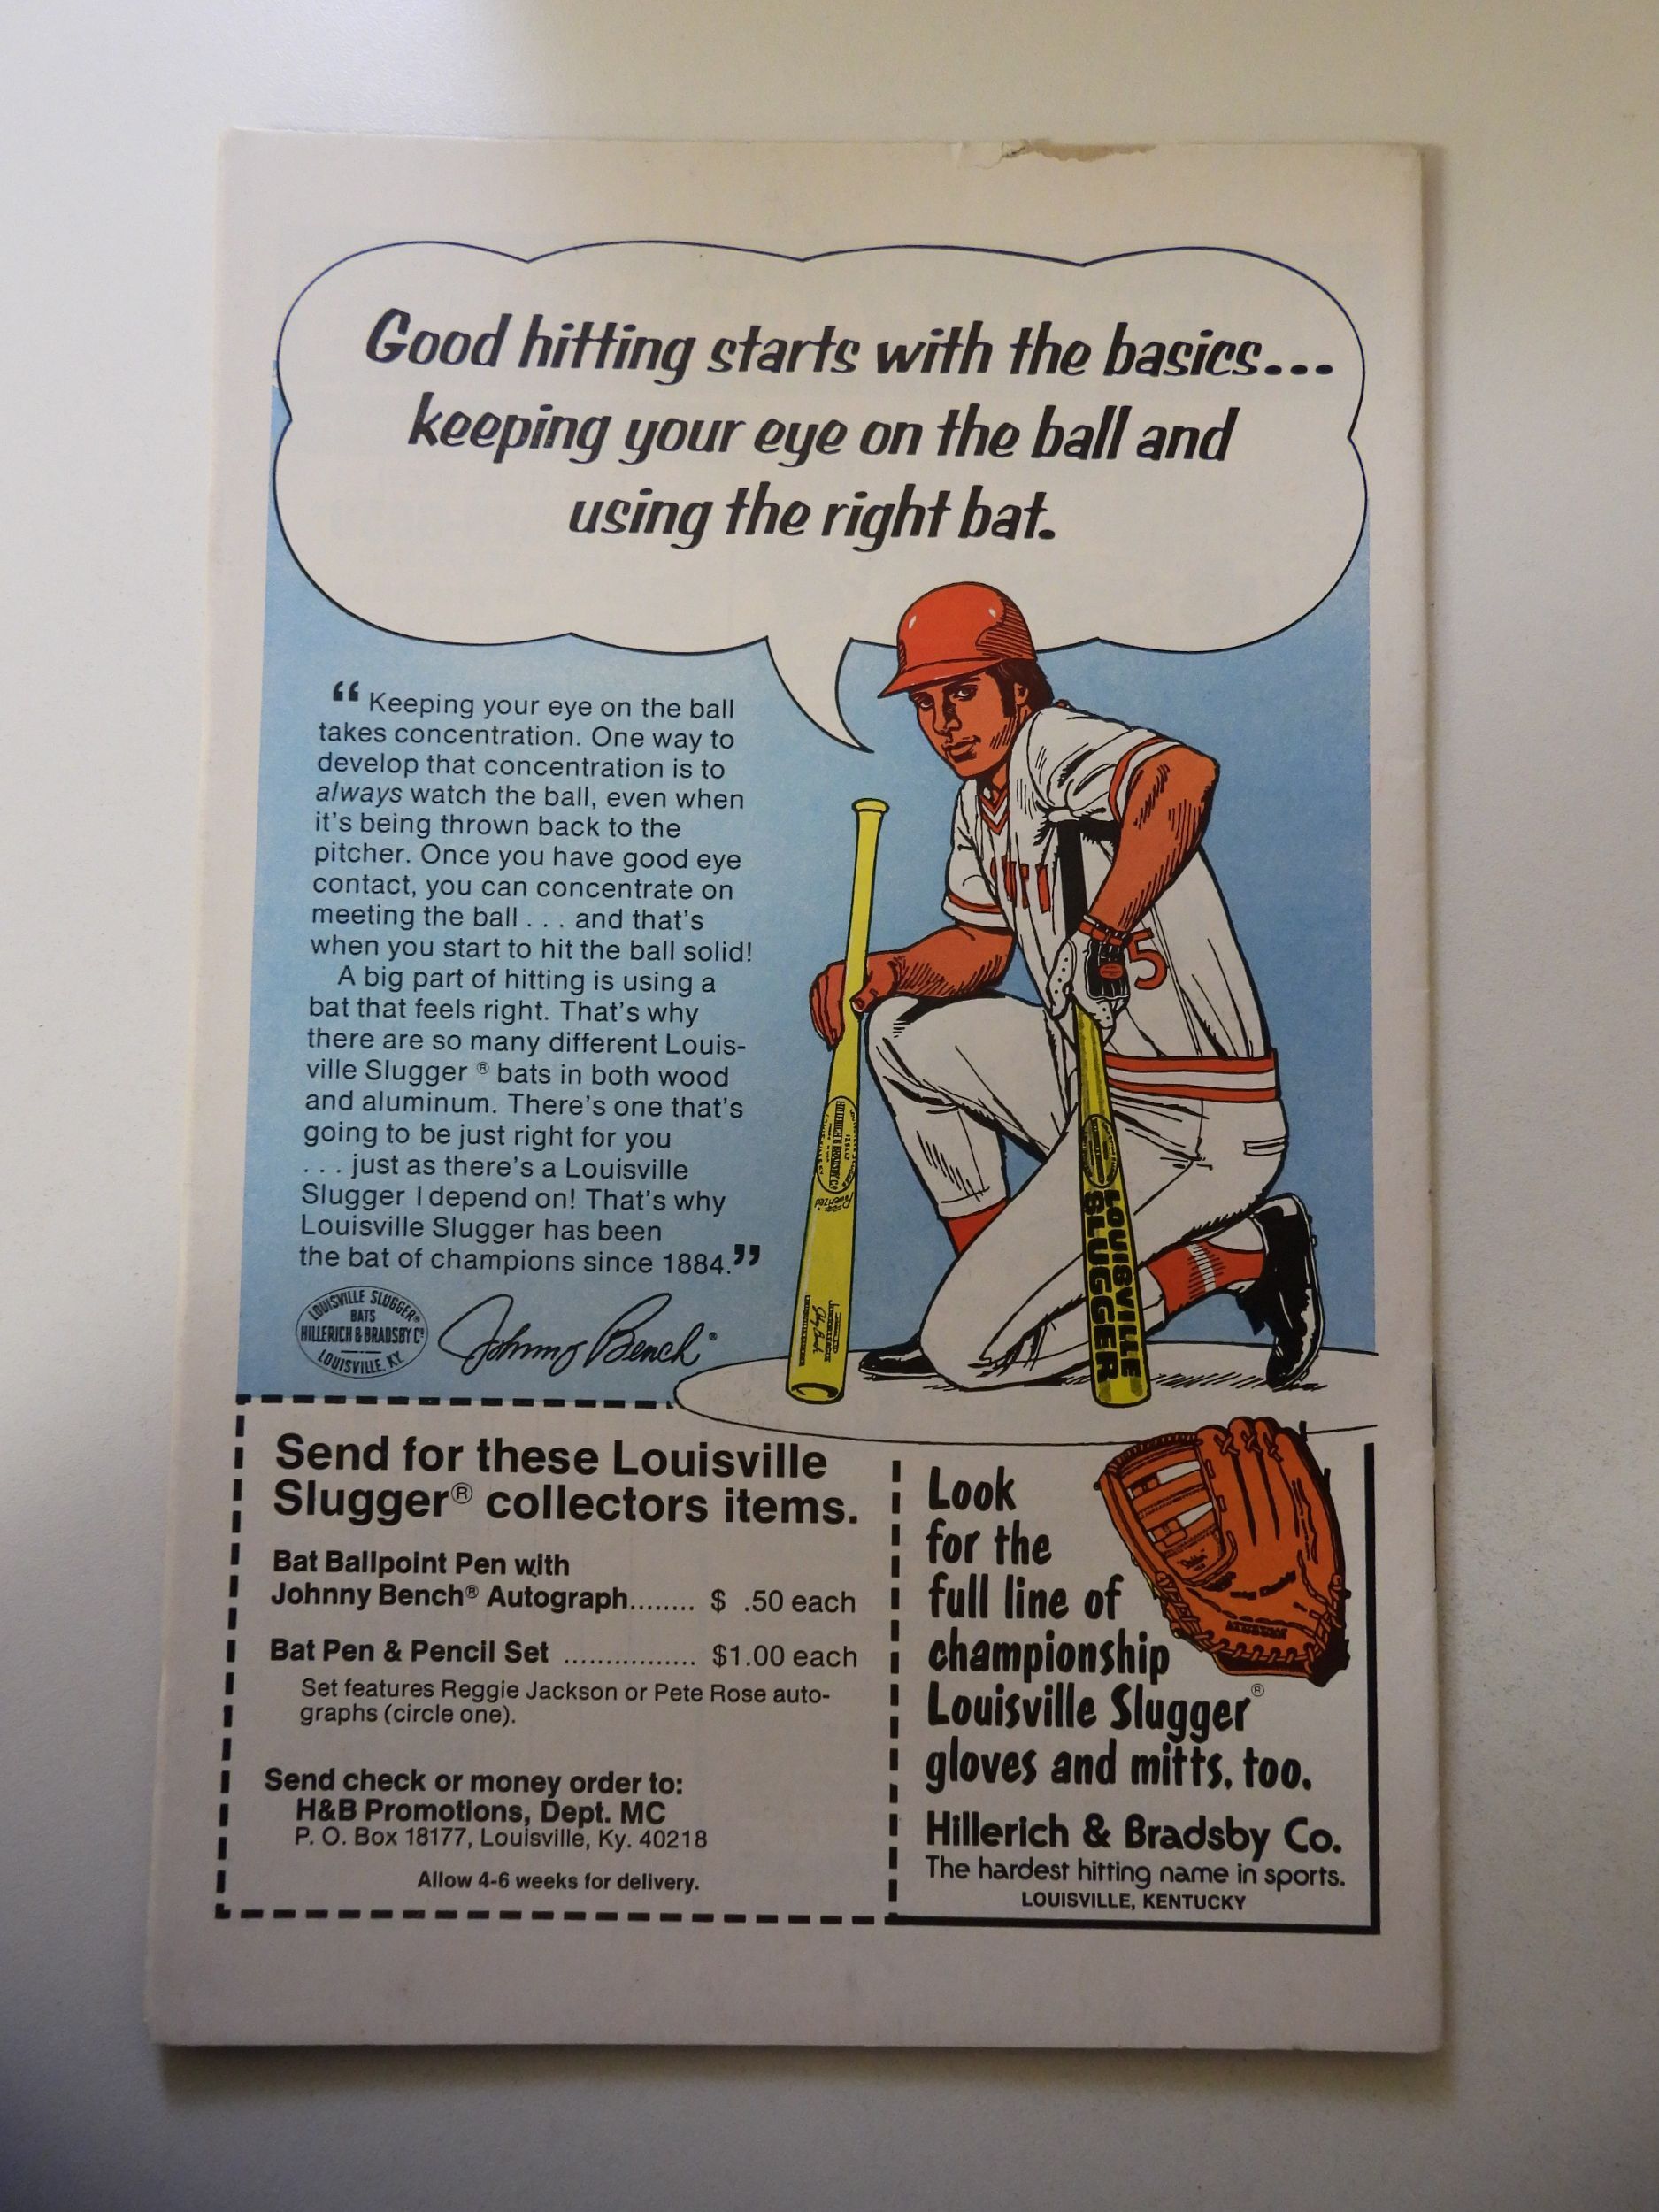 Good hitting starts with the basics...
keeping your eye on the ball and
using the right bat.
“ Keeping your eye on the ball
takes concentration. One way to
develop that concentration is to
always watch the ball, even when
it's being thrown back to the
pitcher. Once you have good eye
contact, you can concentrate on
meeting the ball . . . and that's
when you start to hit the ball solid!
A big part of hitting is using a
bat that feels right. That's why
there are so many different Louis-
ville Slugger ® bats in both wood
and aluminum. There's one that's
going to be just right for you
. . . just as there's a Louisville
Slugger I depend on! That's why
Louisville Slugger has been
the bat of champions since 1884.”
LOUISVILLE SLUGGER®
BATS
HILLERICH & BRADSBY Cº
LOUISVILLE, KY.
Johnny Bench®
5
HILLERICH & BRADSBY Cº
Powerized
LOUISVILLE
SLUGGER
Send for these Louisville
Slugger® collectors items.
Bat Ballpoint Pen with
Johnny Bench® Autograph........ $ .50 each
Bat Pen & Pencil Set ................ $1.00 each
Set features Reggie Jackson or Pete Rose auto-
graphs (circle one).
Send check or money order to:
H&B Promotions, Dept. MC
P. O. Box 18177, Louisville, Ky. 40218
Allow 4-6 weeks for delivery.
Look
for the
full line of
championship
Louisville Slugger®
gloves and mitts, too.
Hillerich & Bradsby Co.
The hardest hitting name in sports.
LOUISVILLE, KENTUCKY